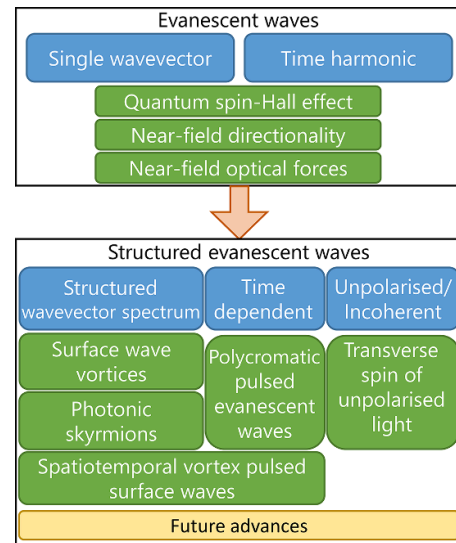 Evanescent waves
Single wavevector
Time harmonic
Quantum spin-Hall effect
Near-field directionality
Near-field optical forces
Structured evanescent waves
Structured
wavevector spectrum
Time
dependent
Unpolarised/
Incoherent
Surface wave
vortices
Photonic
skyrmions
Polycromatic
pulsed
evanescent
waves
Transverse
spin of
unpolarised
light
Spatiotemporal vortex pulsed
surface waves
Future advances